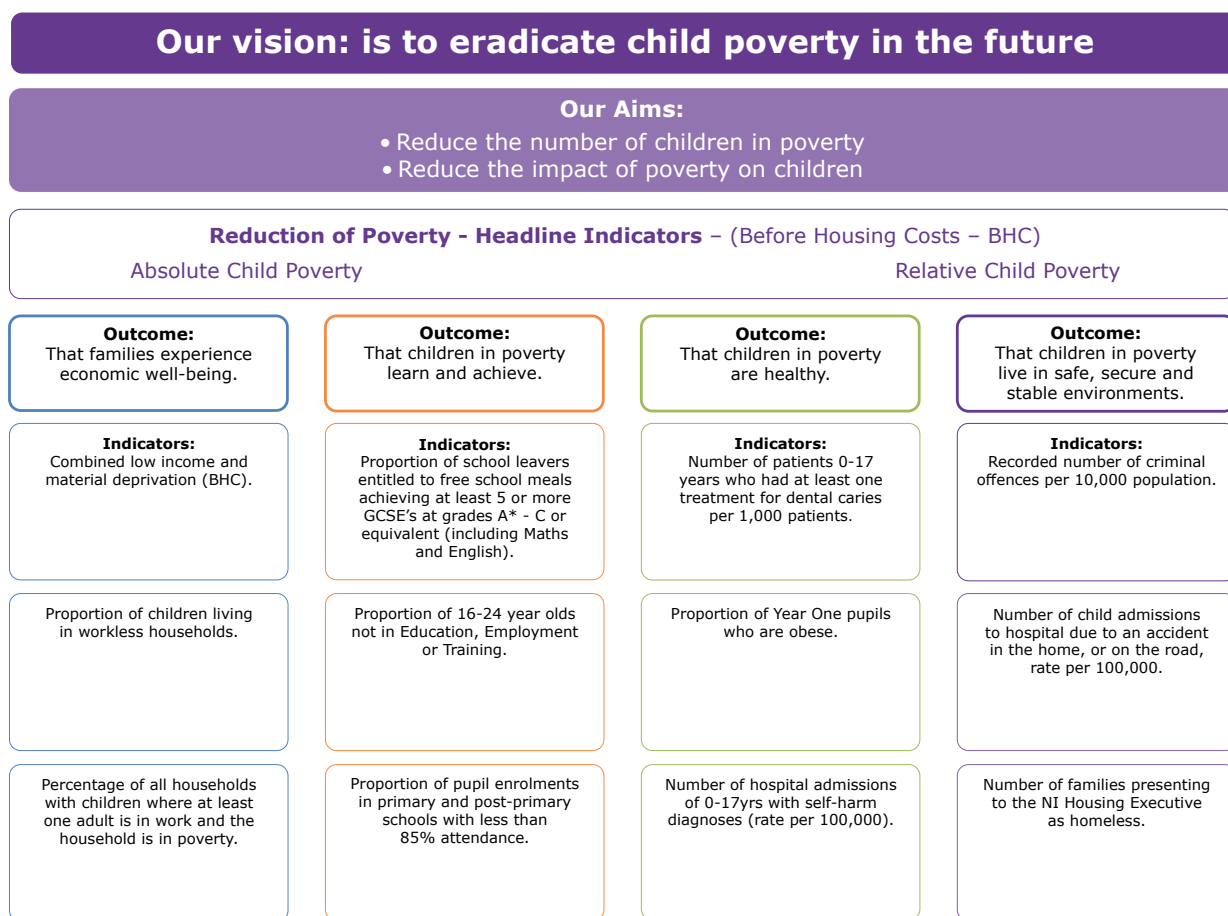 Our vision: is to eradicate child poverty in the future
Our Aims:
• Reduce the number of children in poverty
• Reduce the impact of poverty on children
Reduction of Poverty - Headline Indicators – (Before Housing Costs – BHC)
Absolute Child Poverty
Relative Child Poverty
Outcome:
That families experience
economic well-being.
Outcome:
That children in poverty
learn and achieve.
Outcome:
That children in poverty
are healthy.
Outcome:
That children in poverty
live in safe, secure and
stable environments.
Indicators:
Combined low income and
material deprivation (BHC).
Indicators:
Proportion of school leavers
entitled to free school meals
achieving at least 5 or more
GCSE's at grades A* - C or
equivalent (including Maths
and English).
Indicators:
Number of patients 0-17
years who had at least one
treatment for dental caries
per 1,000 patients.
Indicators:
Recorded number of criminal
offences per 10,000 population.
Proportion of children living
in workless households.
Proportion of 16-24 year olds
not in Education, Employment
or Training.
Proportion of Year One pupils
who are obese.
Number of child admissions
to hospital due to an accident
in the home, or on the road,
rate per 100,000.
Percentage of all households
with children where at least
one adult is in work and the
household is in poverty.
Proportion of pupil enrolments
in primary and post-primary
schools with less than
85% attendance.
Number of hospital admissions
of 0-17yrs with self-harm
diagnoses (rate per 100,000).
Number of families presenting
to the NI Housing Executive
as homeless.